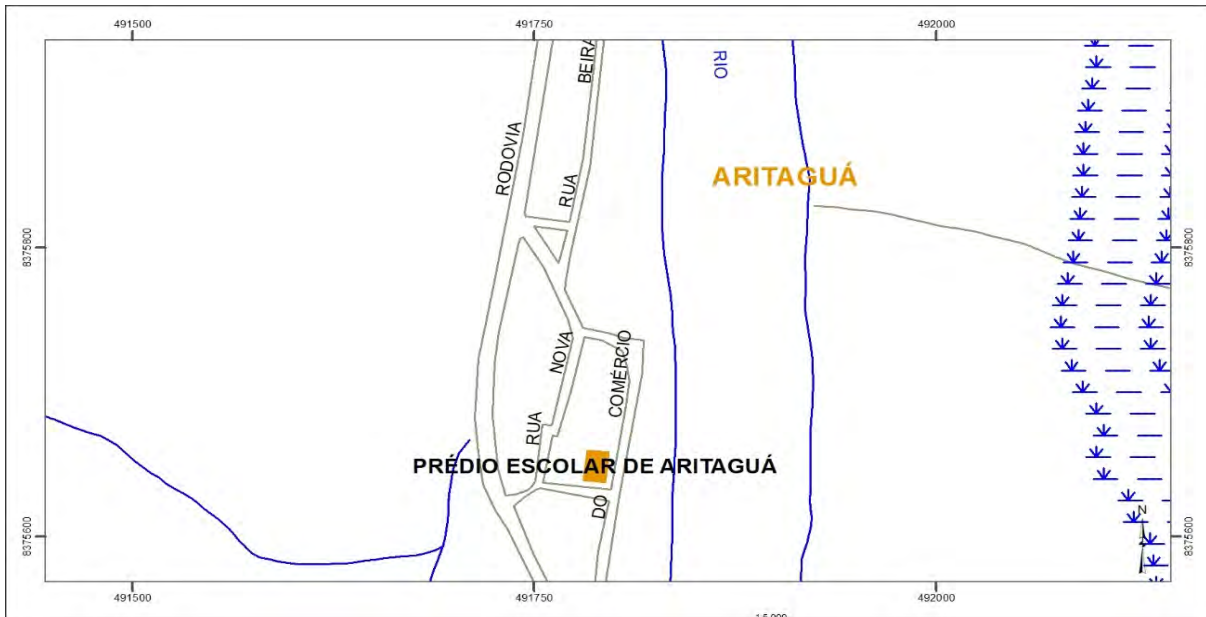 491500 491750 492000
BEIRA
RIO
RODOVIA
ARITAGUÁ
RUA
8375800 8375800
NOVA
COMÉRCIO
RUA
PRÉDIO ESCOLAR DE ARITAGUÁ
DO
N
8375600 8375600
491500 491750 492000